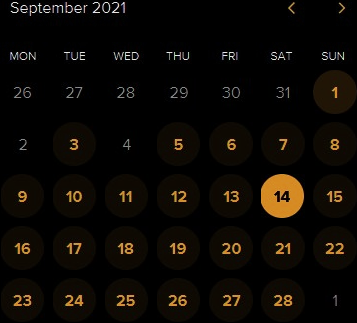 September 2021
MON TUE WED THU FRI SAT SUN
26 27 28 29 30 31 1
2 3 4 5 6 7 8
9 10 11 12 13 14 15
16 17 18 19 20 21 22
23 24 25 26 27 28 1